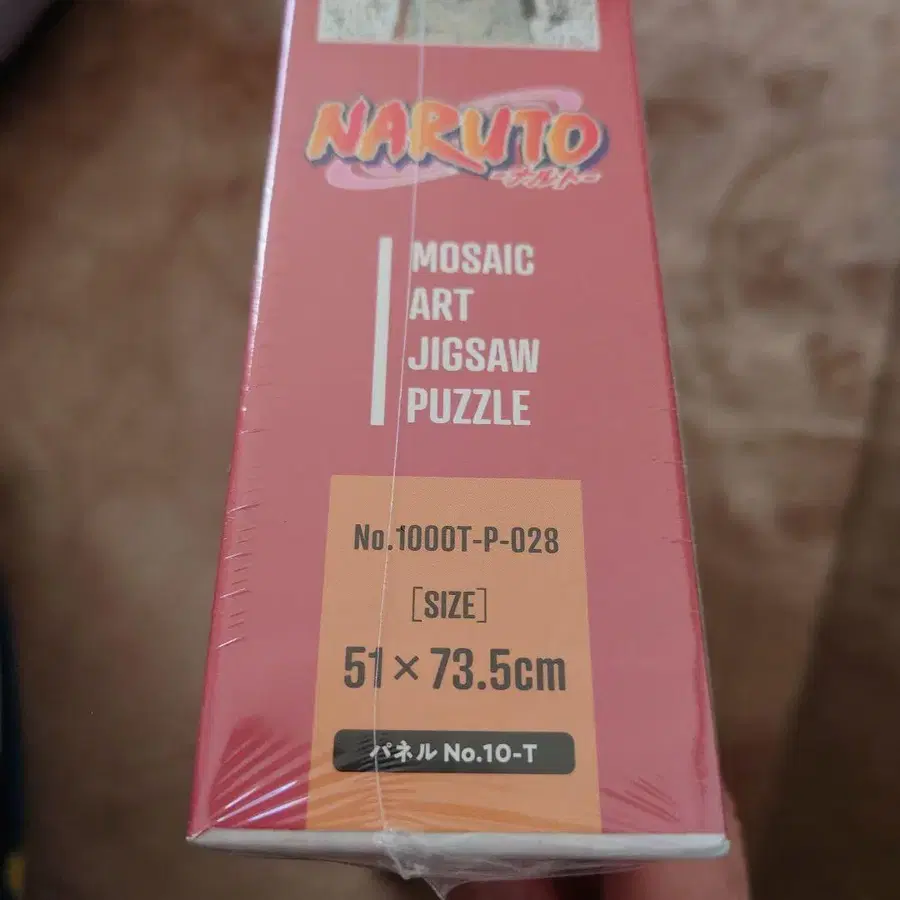 NARUTO
-ナルト-
MOSAIC
ART
JIGSAW
PUZZLE
No.1000T-P-028
[SIZE]
51×73.5cm
パネル No.10-T